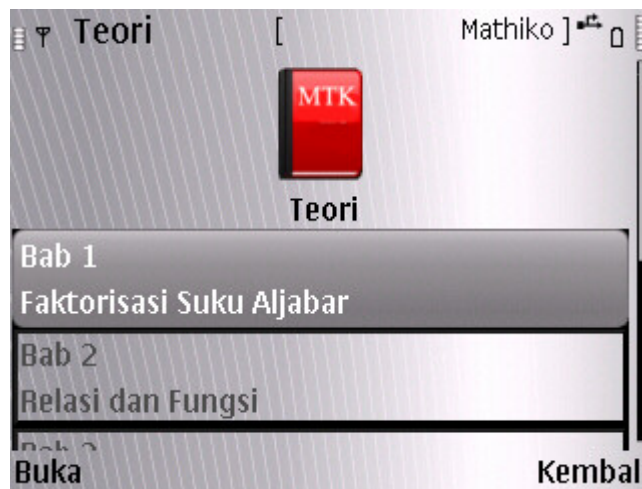 Teori [ Mathiko ]
MTK
Teori
Bab 1
Faktorisasi Suku Aljabar
Bab 2
Relasi dan Fungsi
Buka Kembal